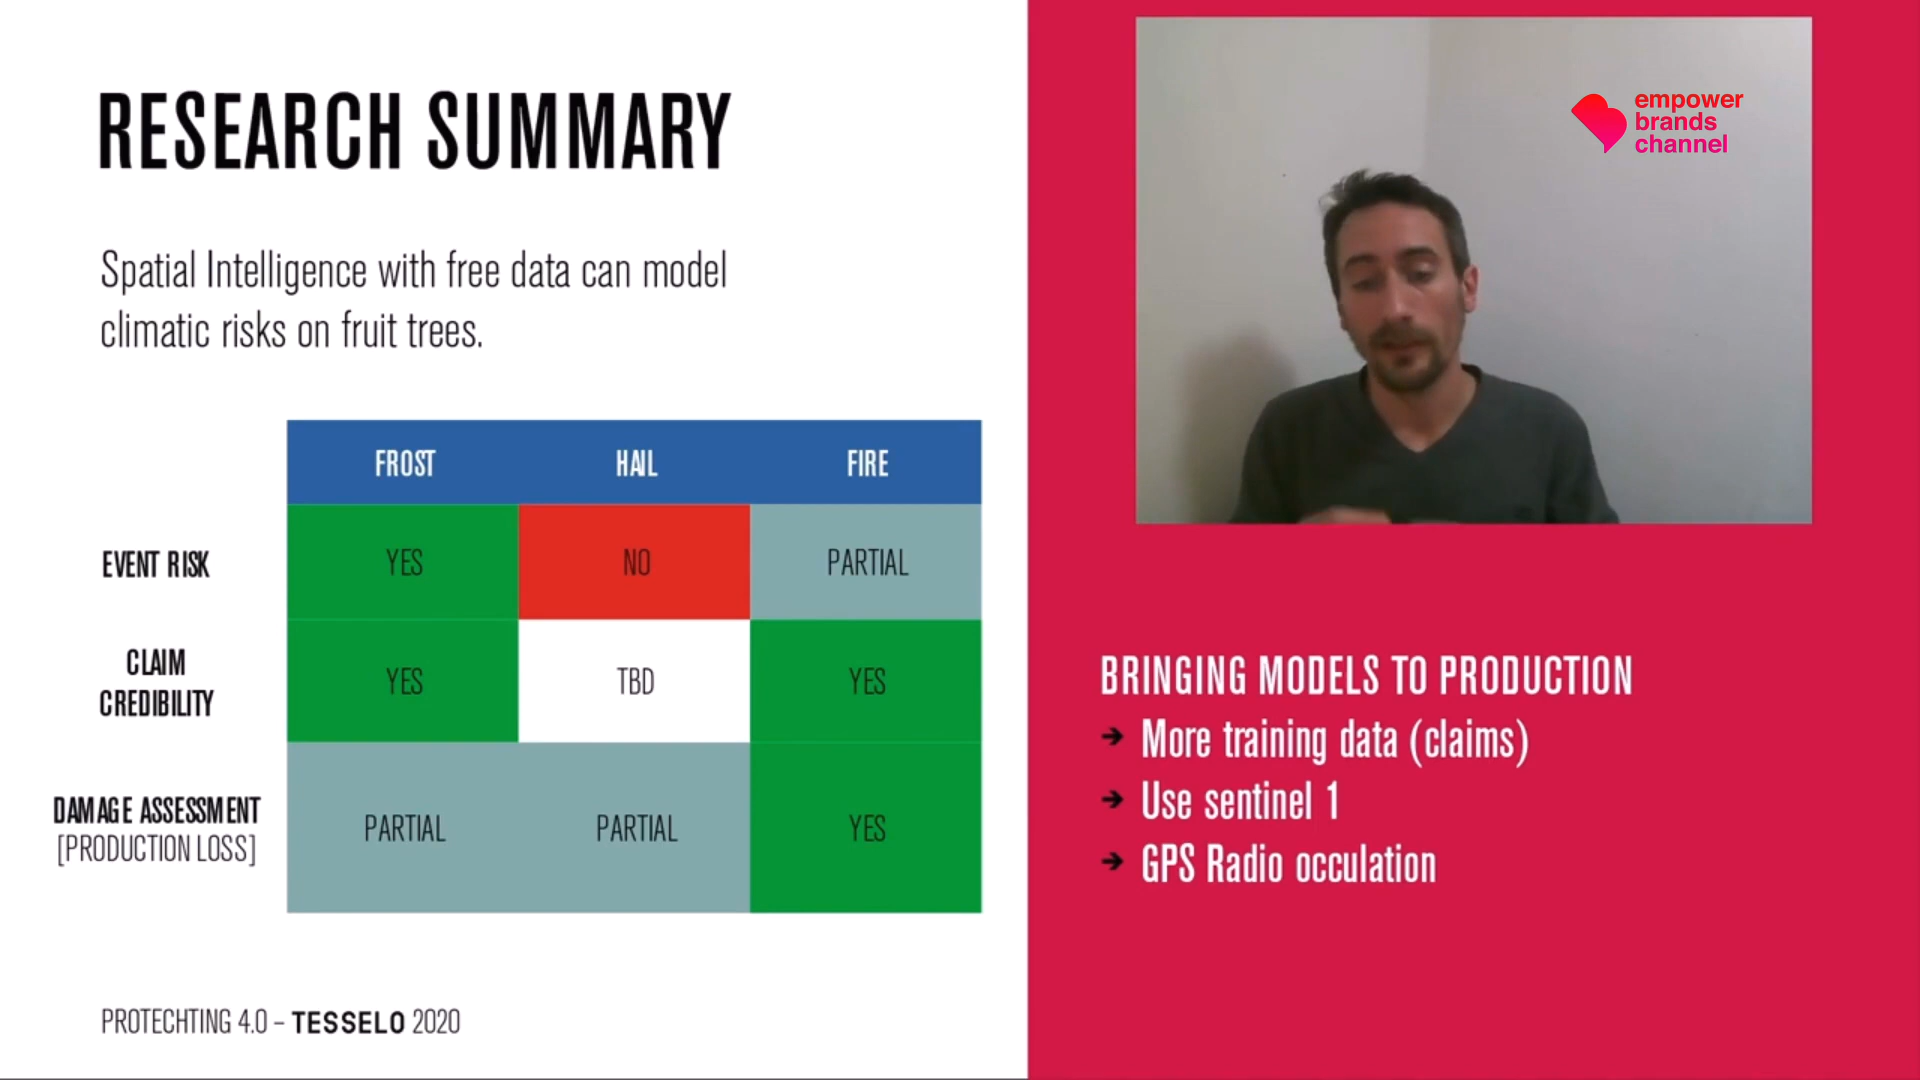 RESEARCH SUMMARY
Spatial Intelligence with free data can model
climatic risks on fruit trees.
FROST HAIL FIRE
EVENT RISK YES NO PARTIAL
CLAIM
CREDIBILITY
YES TBD YES
DAMAGE ASSESSMENT
[PRODUCTION LOSS]
PARTIAL PARTIAL YES
PROTECHTING 4.0 – TESSELO 2020
empower
brands
channel
BRINGING MODELS TO PRODUCTION
➔ More training data (claims)
➔ Use sentinel 1
➔ GPS Radio occulation